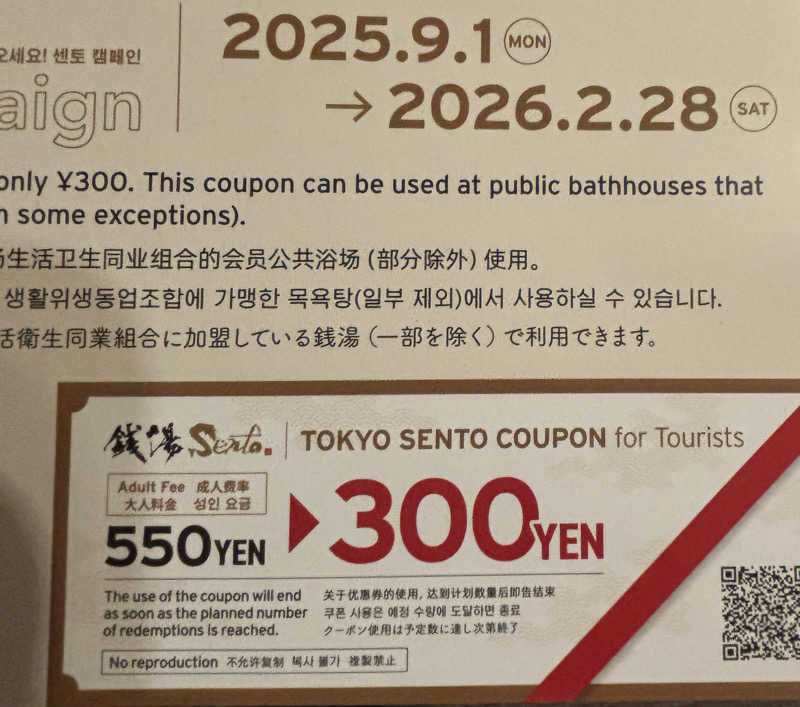 2025.9.1 MON
오세요! 센토 캠페인
aign
→ 2026.2.28 SAT
only ¥300. This coupon can be used at public bathhouses that
some exceptions).
生活卫生同业组合的会员公共浴场（部分除外）使用。
생활위생동업조합에 가맹한 목욕탕(일부 제외)에서 사용하실 수 있습니다.
活衛生同業組合に加盟している銭湯（一部を除く）で利用できます。
銭湯 Sento. TOKYO SENTO COUPON for Tourists
Adult Fee 成人费率
大人料金 성인 요금
550YEN
300YEN
The use of the coupon will end
as soon as the planned number
of redemptions is reached.
关于优惠券的使用, 达到计划数量后即告结束
쿠폰 사용은 예정 수량에 도달하면 종료
クーポン使用は予定数に達し次第終了
No reproduction 不允许复制 복사 불가 複製禁止